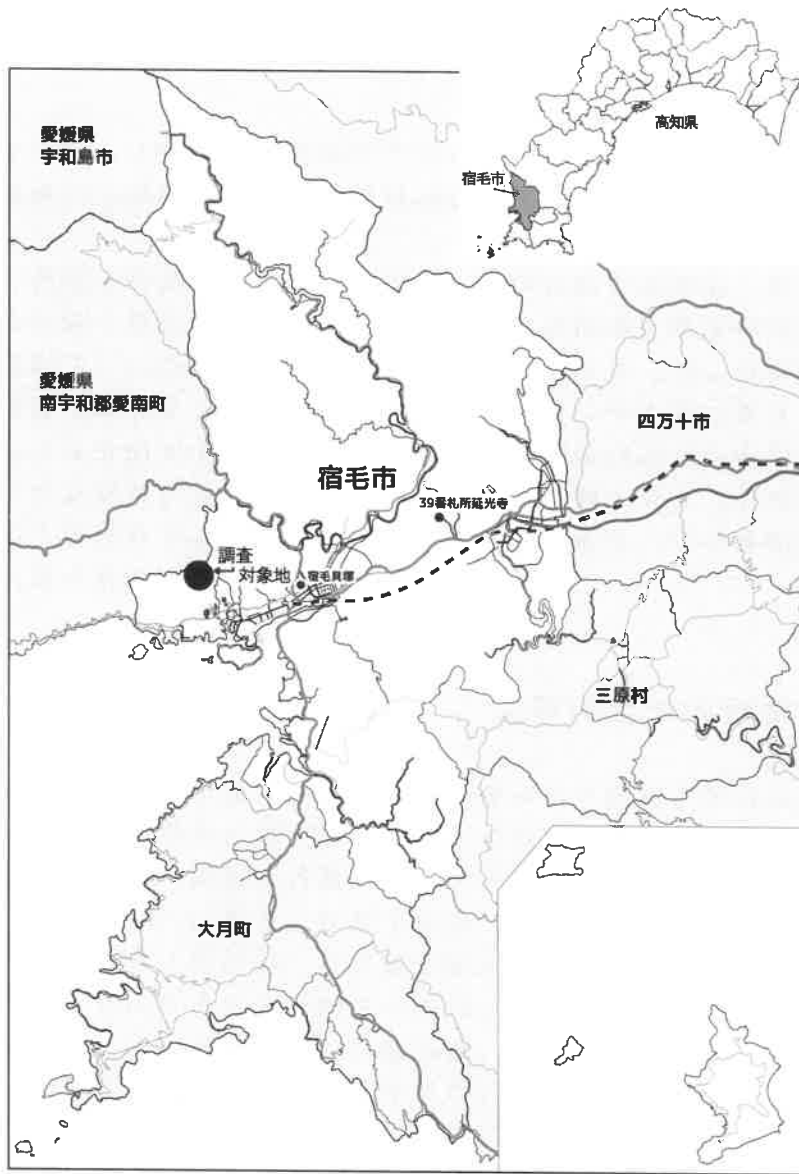 高知県
宿毛市
愛媛県
宇和島市
愛媛県
南宇和郡愛南町
四万十市
宿毛市
39番札所延光寺
調査
対象地
宿毛貝塚
三原村
大月町